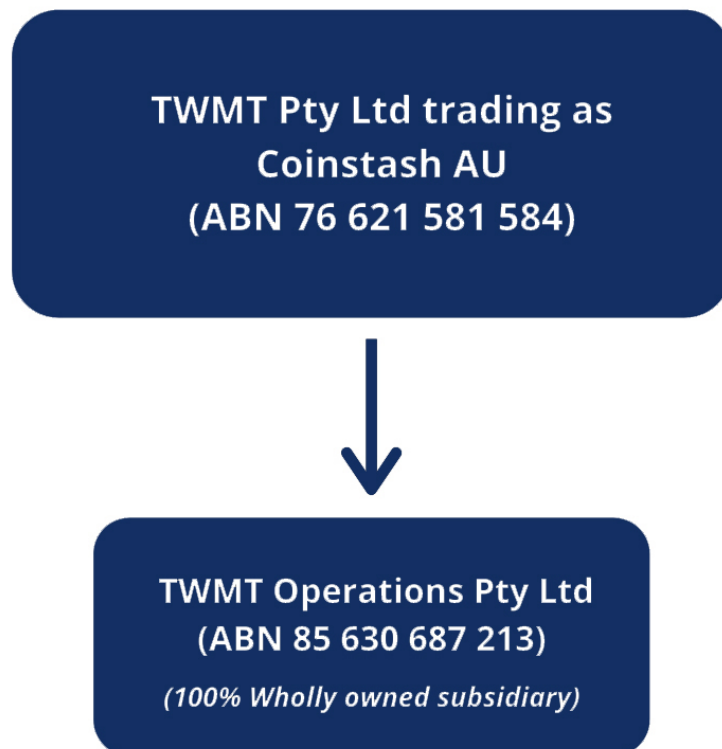 TWMT Pty Ltd trading as
Coinstash AU
(ABN 76 621 581 584)
TWMT Operations Pty Ltd
(ABN 85 630 687 213)
(100% Wholly owned subsidiary)